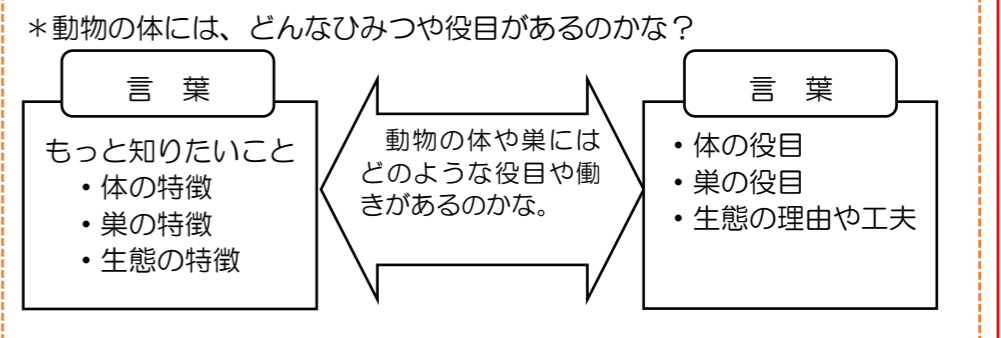 ＊動物の体には、どんなひみつや役目があるのかな？
言　葉
もっと知りたいこと
・体の特徴
・巣の特徴
・生態の特徴
動物の体や巣には
どのような役目や働
きがあるのかな。
言　葉
・体の役目
・巣の役目
・生態の理由や工夫